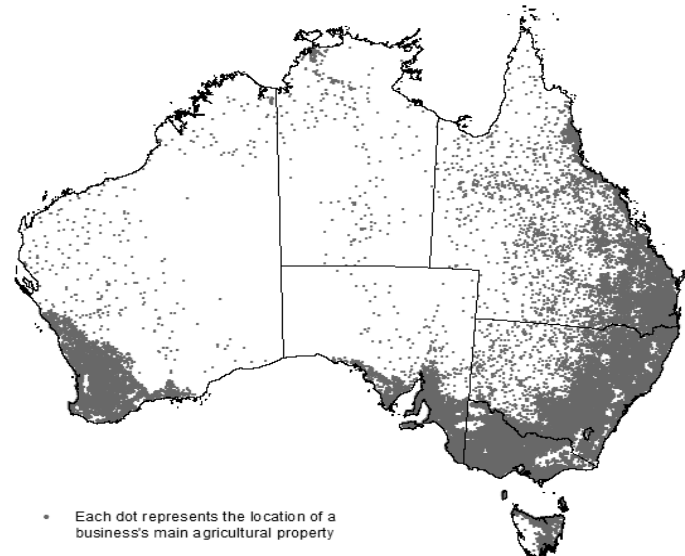 Each dot represents the location of a
business's main agricultural property